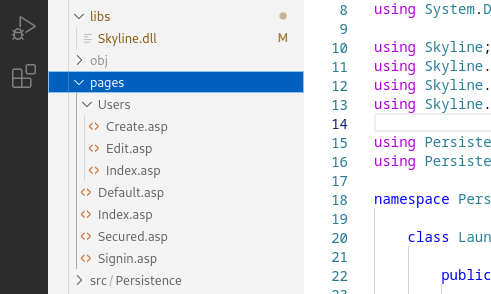 libs
Skyline.dll M
obj
pages
Users
Create.asp
Edit.asp
Index.asp
Default.asp
Index.asp
Secured.asp
Signin.asp
src/Persistence
8 using System.D
9
10 using Skyline;
11 using Skyline.
12 using Skyline.
13 using Skyline.
14
15 using Persiste
16 using Persiste
17
18 namespace Pers
19
20 class Laun
21
22 public
23